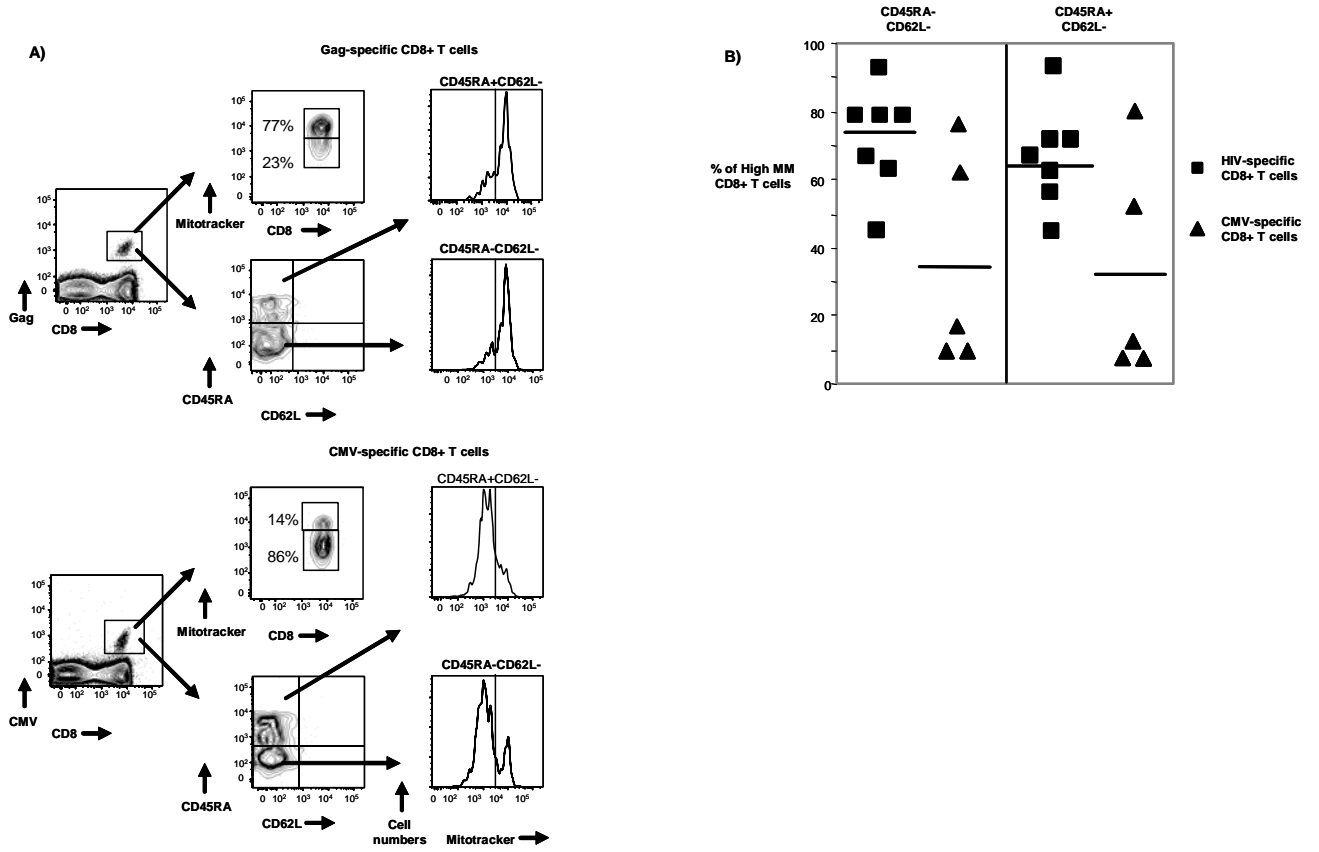 A)
Gag-specific CD8+ T cells
CD45RA+CD62L-
10⁵
10⁴
10³
10²
0
77%
23%
0 10² 10³ 10⁴ 10⁵
Mitotracker
CD8
0 10² 10³ 10⁴ 10⁵
10⁵
10⁴
10³
10²
0
0 10² 10³ 10⁴ 10⁵
Gag
CD8
CD45RA-CD62L-
10⁵
10⁴
10³
10²
0
0 10² 10³ 10⁴ 10⁵
CD45RA
CD62L
0 10² 10³ 10⁴ 10⁵
CMV-specific CD8+ T cells
CD45RA+CD62L-
10⁵
10⁴
10³
10²
0
14%
86%
0 10² 10³ 10⁴ 10⁵
Mitotracker
CD8
0 10² 10³ 10⁴ 10⁵
10⁵
10⁴
10³
10²
0
0 10² 10³ 10⁴ 10⁵
CMV
CD8
CD45RA-CD62L-
10⁵
10⁴
10³
10²
0
0 10² 10³ 10⁴ 10⁵
CD45RA
CD62L
0 10² 10³ 10⁴ 10⁵
Cell
numbers
Mitotracker
B)
CD45RA-
CD62L-
CD45RA+
CD62L-
100
80
60
40
20
0
% of High MM
CD8+ T cells
HIV-specific
CD8+ T cells
CMV-specific
CD8+ T cells